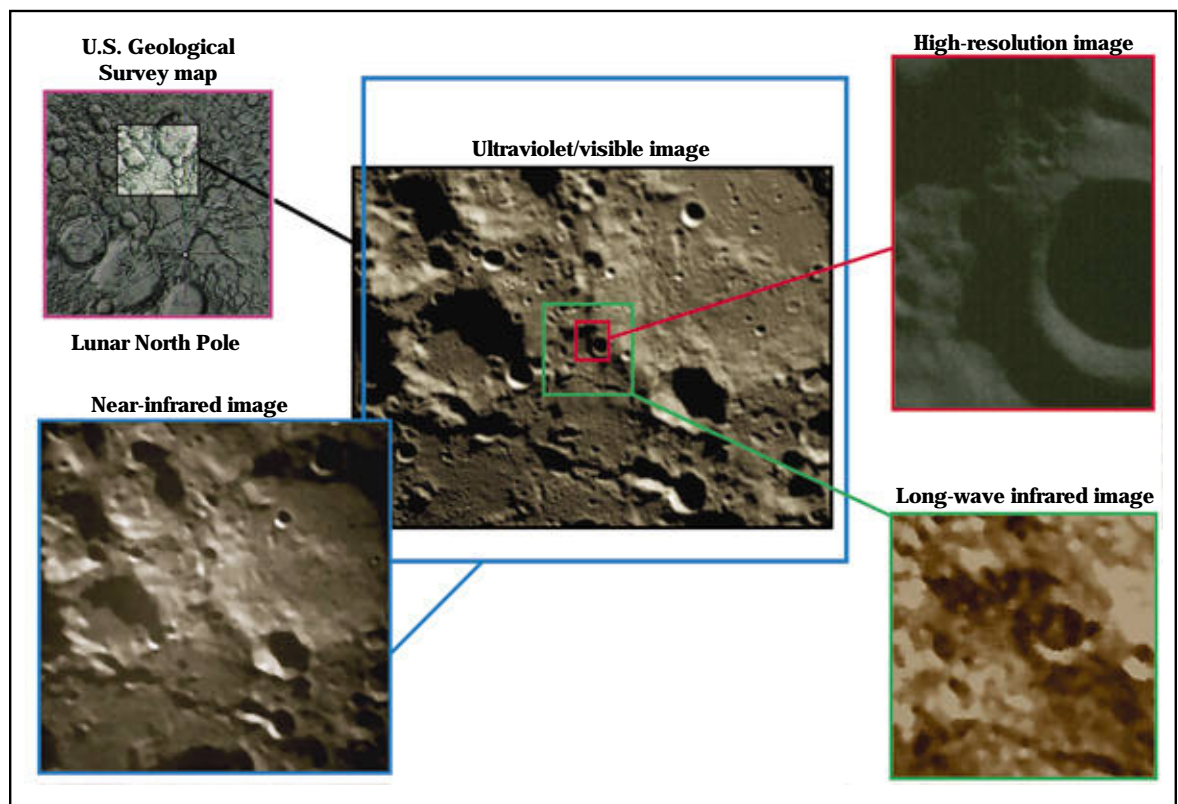 U.S. Geological
Survey map
High-resolution image
Ultraviolet/visible image
Lunar North Pole
Near-infrared image
Long-wave infrared image